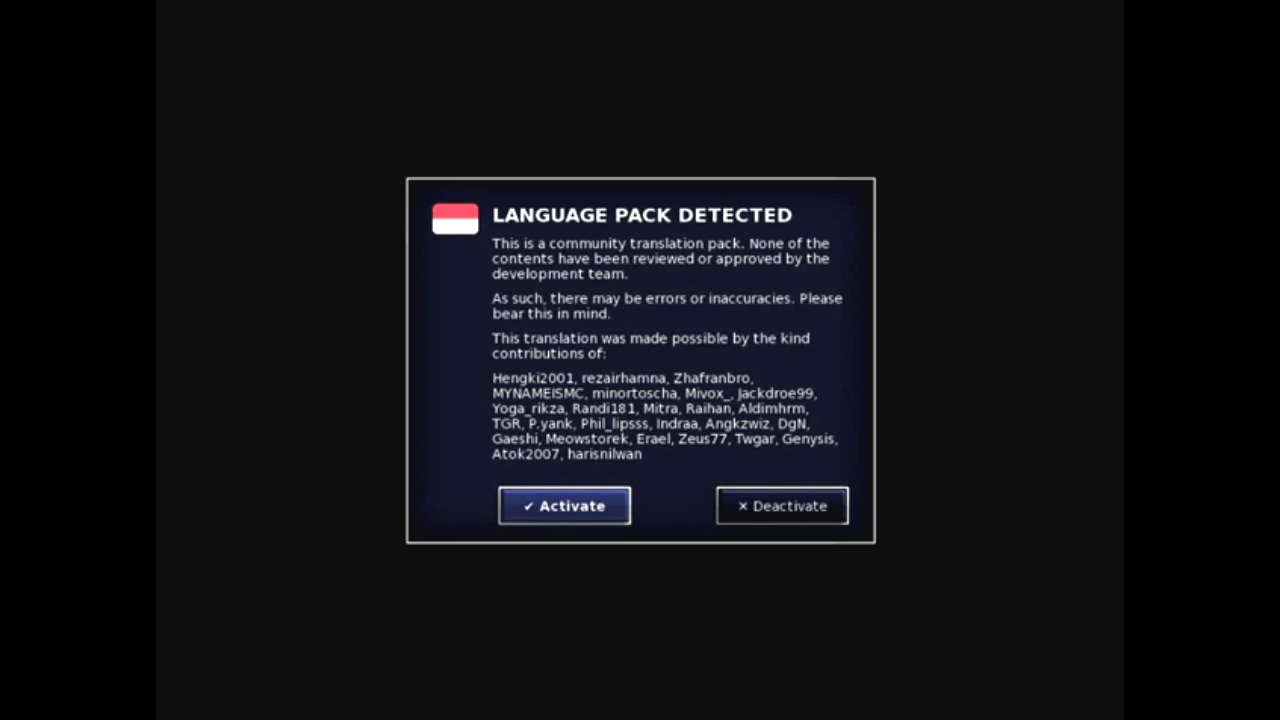 LANGUAGE PACK DETECTED
This is a community translation pack. None of the
contents have been reviewed or approved by the
development team.
As such, there may be errors or inaccuracies. Please
bear this in mind.
This translation was made possible by the kind
contributions of:
Hengki2001, rezairhamna, Zhafranbro,
MYNAMEISMC, minortoscha, Mivox_, Jackdroe99,
Yoga_rikza, Randi181, Mitra, Raihan, Aldimhrm,
TGR, P.yank, Phil_lipsss, Indraa, Angkzwiz, DgN,
Gaeshi, Meowstorek, Erael, Zeus77, Twgar, Genysis,
Atok2007, harisnilwan
✓ Activate
✕ Deactivate